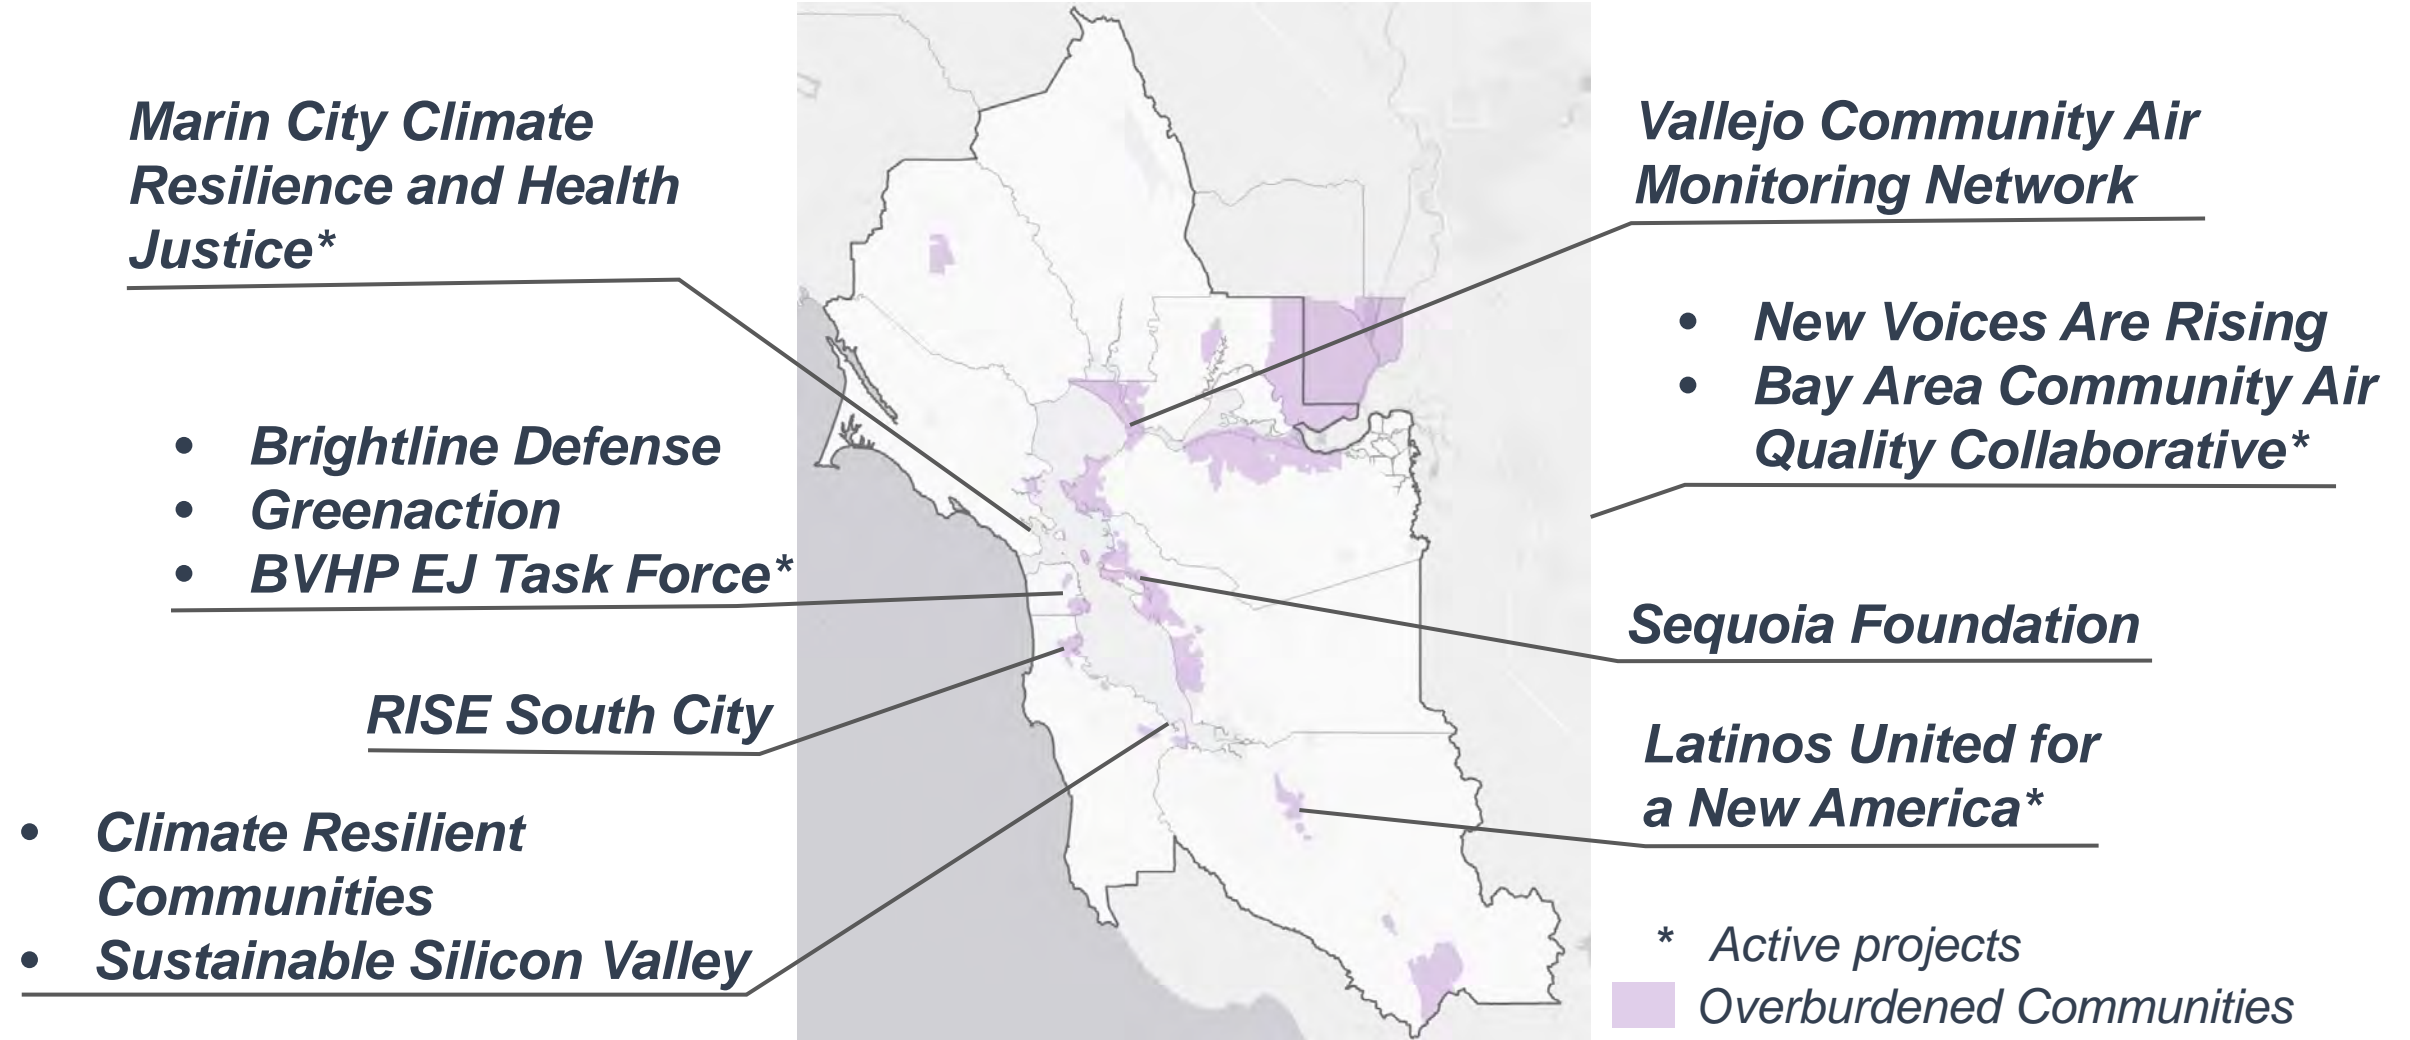 Marin City Climate
Resilience and Health
Justice*
• Brightline Defense
• Greenaction
• BVHP EJ Task Force*
RISE South City
• Climate Resilient
Communities
• Sustainable Silicon Valley
Vallejo Community Air
Monitoring Network
• New Voices Are Rising
• Bay Area Community Air
Quality Collaborative*
Sequoia Foundation
Latinos United for
a New America*
* Active projects
Overburdened Communities